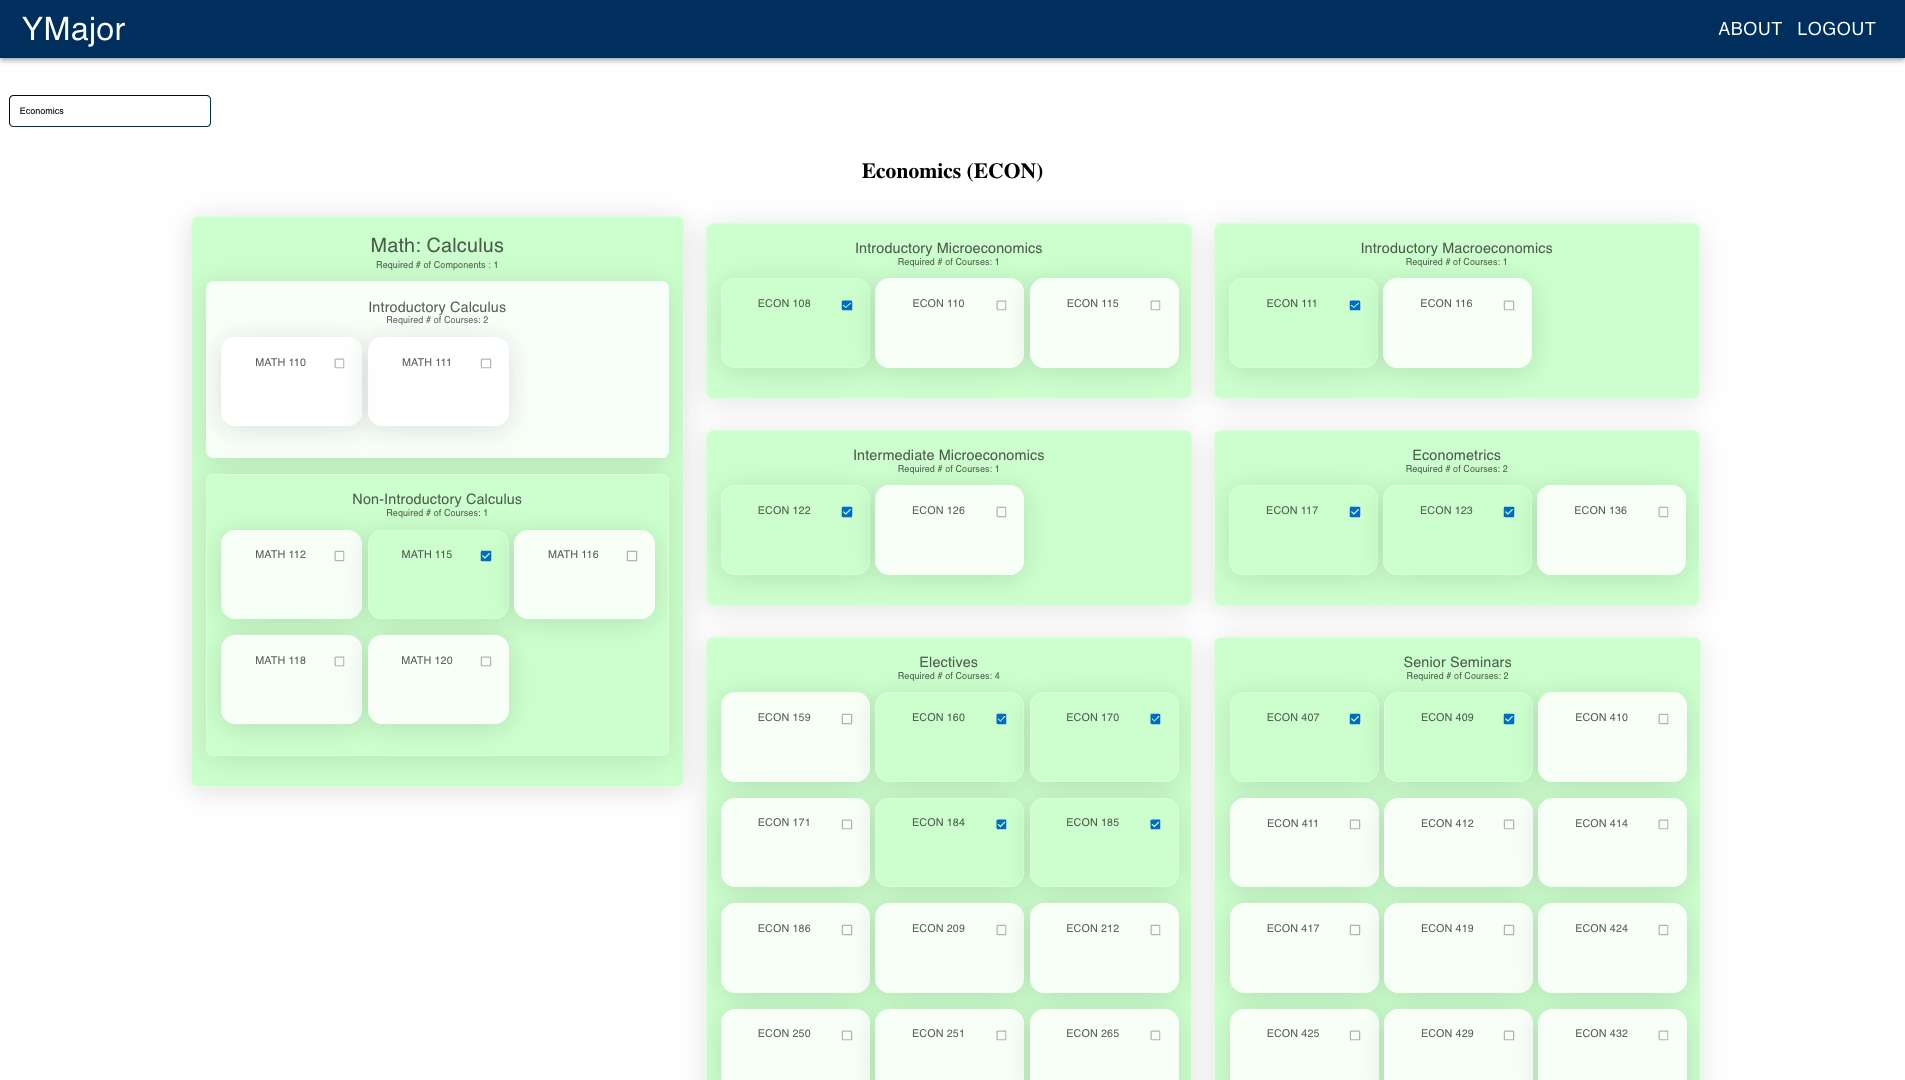 YMajor
ABOUT LOGOUT
Economics
Economics (ECON)
Math: Calculus
Required # of Components : 1
Introductory Calculus
Required # of Courses: 2
MATH 110
MATH 111
Non-Introductory Calculus
Required # of Courses: 1
MATH 112
MATH 115
MATH 116
MATH 118
MATH 120
Introductory Microeconomics
Required # of Courses: 1
ECON 108
ECON 110
ECON 115
Introductory Macroeconomics
Required # of Courses: 1
ECON 111
ECON 116
Intermediate Microeconomics
Required # of Courses: 1
ECON 122
ECON 126
Econometrics
Required # of Courses: 2
ECON 117
ECON 123
ECON 136
Electives
Required # of Courses: 4
ECON 159
ECON 160
ECON 170
ECON 171
ECON 184
ECON 185
ECON 186
ECON 209
ECON 212
ECON 250
ECON 251
ECON 265
Senior Seminars
Required # of Courses: 2
ECON 407
ECON 409
ECON 410
ECON 411
ECON 412
ECON 414
ECON 417
ECON 419
ECON 424
ECON 425
ECON 429
ECON 432